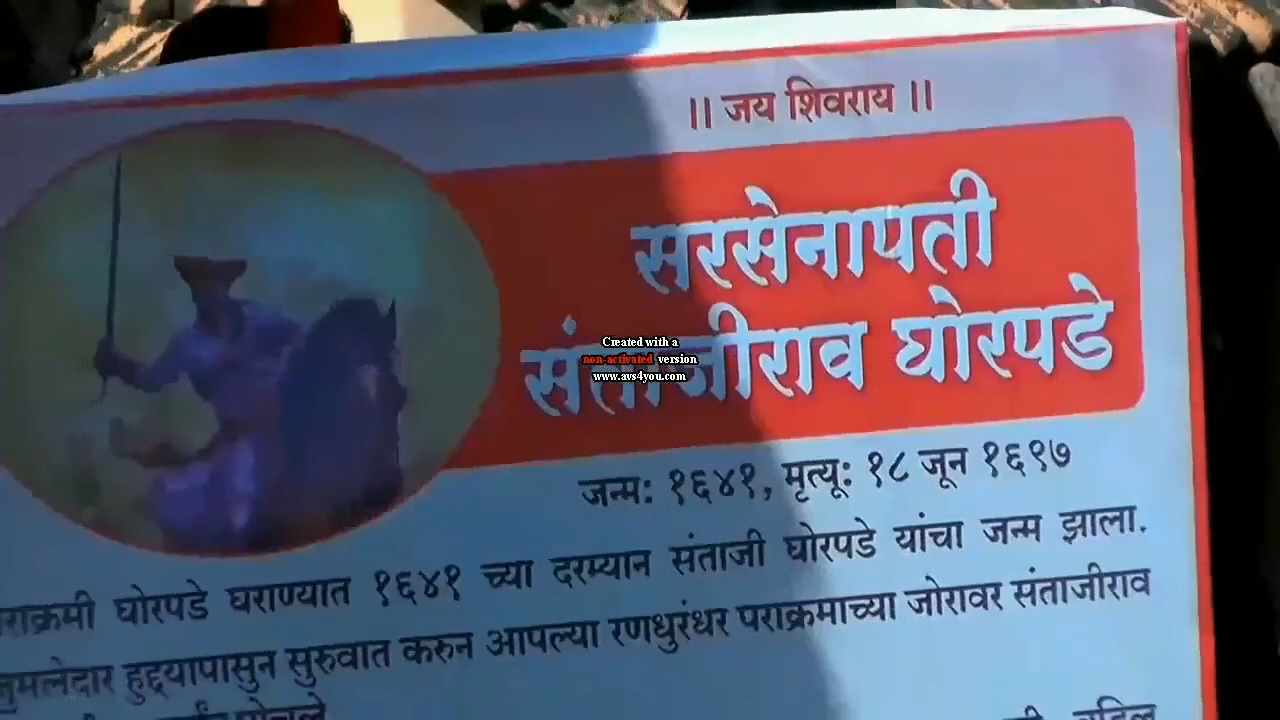 ।। जय शिवराय ।।
सरसेनापती
संताजीराव घोरपडे
Created with a
non-activated version
www.avs4you.com
जन्म: १६४१, मृत्यू: १८ जून १६९७
घोरपडे घराण्यात १६४१ च्या दरम्यान संताजी घोरपडे यांचा जन्म झाला.
हुद्द्यापासुन सुरुवात करुन आपल्या रणधुरंधर पराक्रमाच्या जोरावर संताजीराव